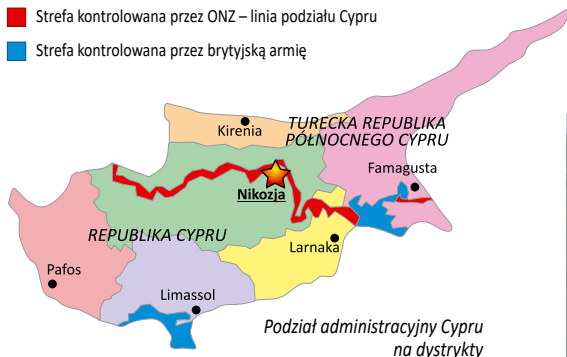 Strefa kontrolowana przez ONZ – linia podziału Cypru
Strefa kontrolowana przez brytyjską armię
Kirenia
TURECKA REPUBLIKA
PÓŁNOCNEGO CYPRU
Famagusta
Nikozja
REPUBLIKA CYPRU
Larnaka
Pafos
Limassol
Podział administracyjny Cypru
na dystrykty